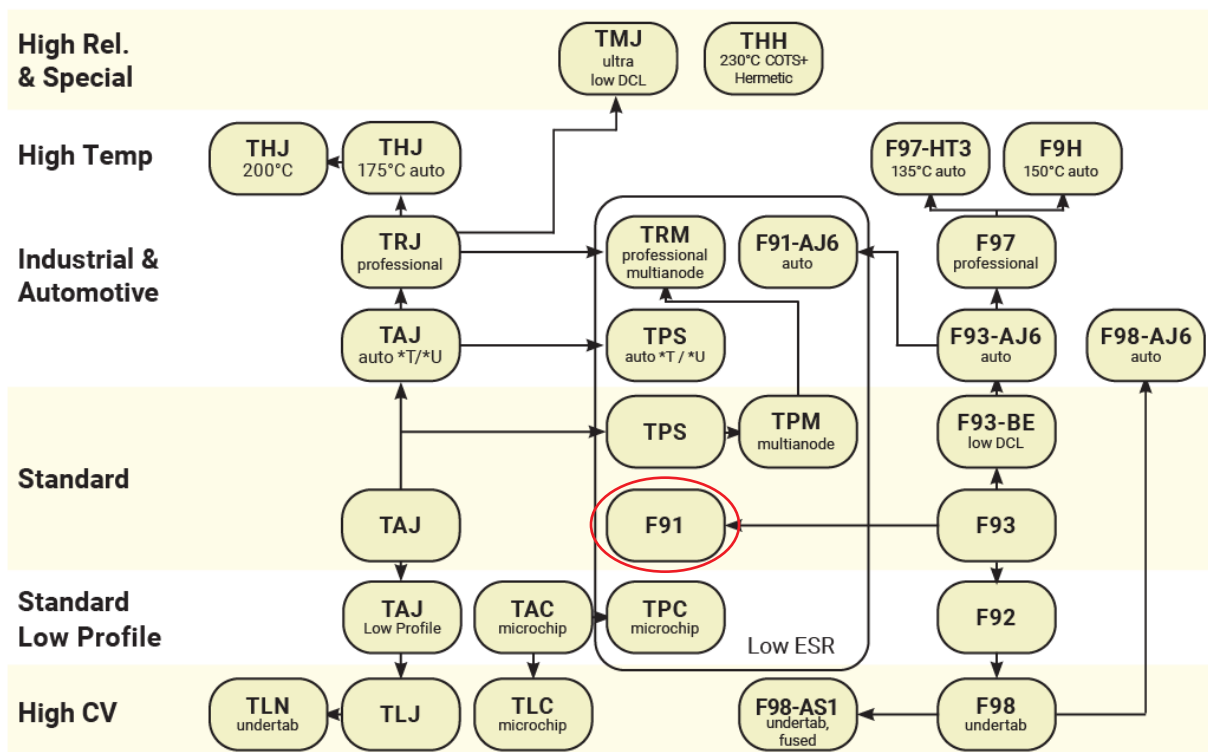 High Rel.
& Special
TMJ
ultra
low DCL
THH
230°C COTS+
Hermetic
High Temp
THJ
200°C
THJ
175°C auto
F97-HT3
135°C auto
F9H
150°C auto
Industrial &
Automotive
TRJ
professional
TRM
professional
multianode
F91-AJ6
auto
F97
professional
TAJ
auto *T/*U
TPS
auto *T / *U
F93-AJ6
auto
F98-AJ6
auto
Standard
TPS
TPM
multianode
F93-BE
low DCL
TAJ
F91
F93
Standard
Low Profile
TAJ
Low Profile
TAC
microchip
TPC
microchip
F92
Low ESR
High CV
TLN
undertab
TLJ
TLC
microchip
F98-AS1
undertab,
fused
F98
undertab